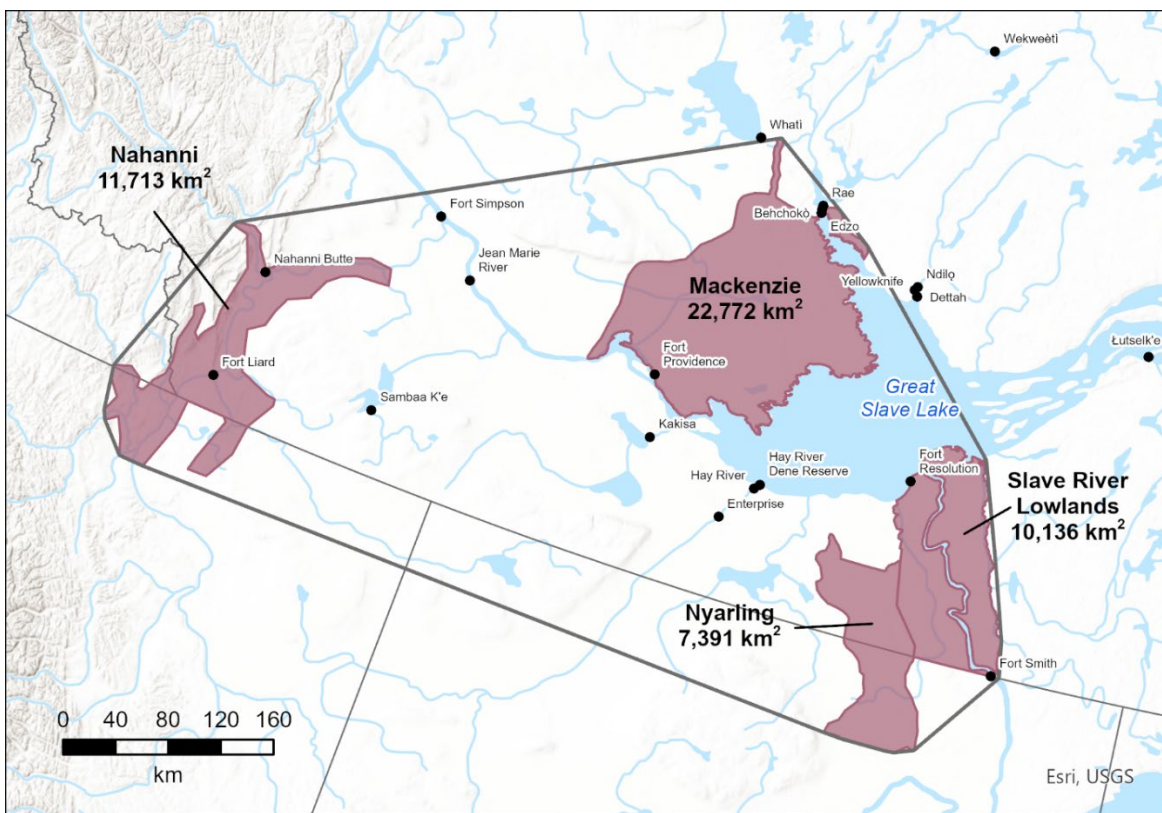 Wekweètì
Whatì
Nahanni
11,713 km²
Rae
Behchokǫ̀
Edzo
Fort Simpson
Nahanni Butte
Jean Marie
River
Mackenzie
22,772 km²
Yellowknife
Ndilǫ
Dettah
Fort
Providence
Łutselk'e
Fort Liard
Great
Slave Lake
Sambaa K'e
Kakisa
Hay River
Hay River
Dene Reserve
Enterprise
Fort
Resolution
Slave River
Lowlands
10,136 km²
Nyarling
7,391 km²
Fort Smith
0 40 80 120 160
km
Esri, USGS